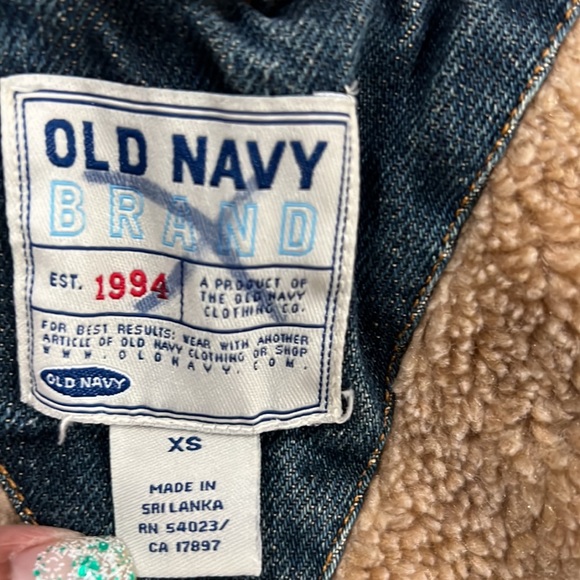 OLD NAVY
BRAND
EST. 1994
A PRODUCT OF
THE OLD NAVY
CLOTHING CO.
FOR BEST RESULTS: WEAR WITH ANOTHER
ARTICLE OF OLD NAVY CLOTHING OR SHOP
WWW.OLDNAVY.COM.
OLD NAVY
XS
MADE IN
SRI LANKA
RN 54023/
CA 17897